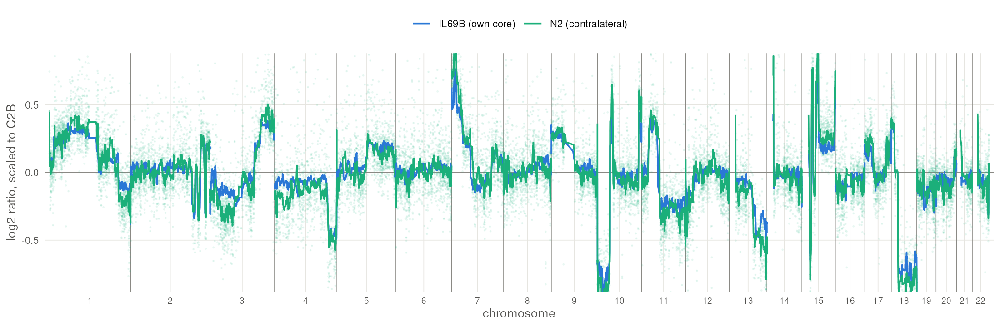 IL69B (own core) N2 (contralateral)
log2 ratio, scaled to C2B
0.5
0.0
-0.5
1 2 3 4 5 6 7 8 9 10 11 12 13 14 15 16 17 18 19 20 21 22
chromosome